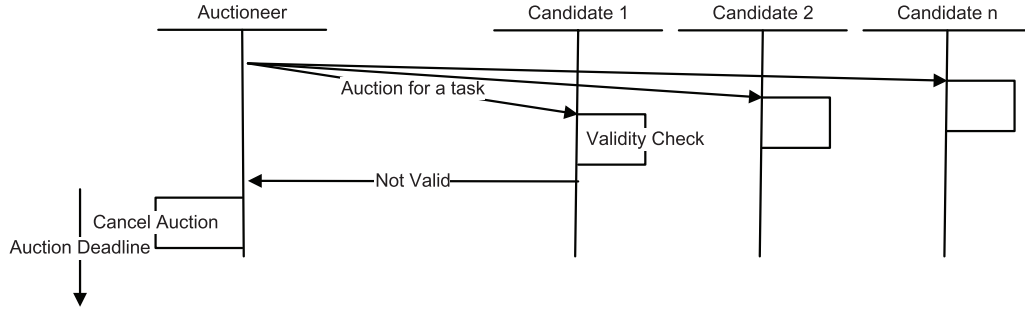 Auctioneer
Candidate 1
Candidate 2
Candidate n
Auction for a task
Validity Check
Not Valid
Cancel Auction
Auction Deadline